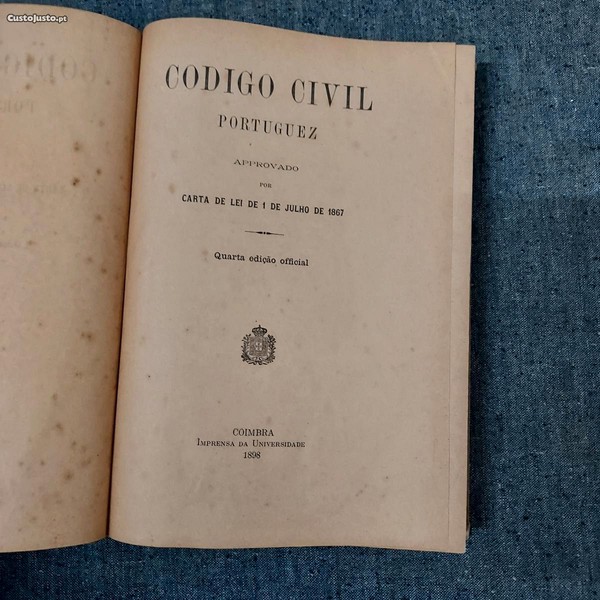 CustoJusto.pt
CODIGO CIVIL
PORTUGUEZ
APPROVADO
POR
CARTA DE LEI DE 1 DE JULHO DE 1867
Quarta edição official
COIMBRA
IMPRENSA DA UNIVERSIDADE
1898